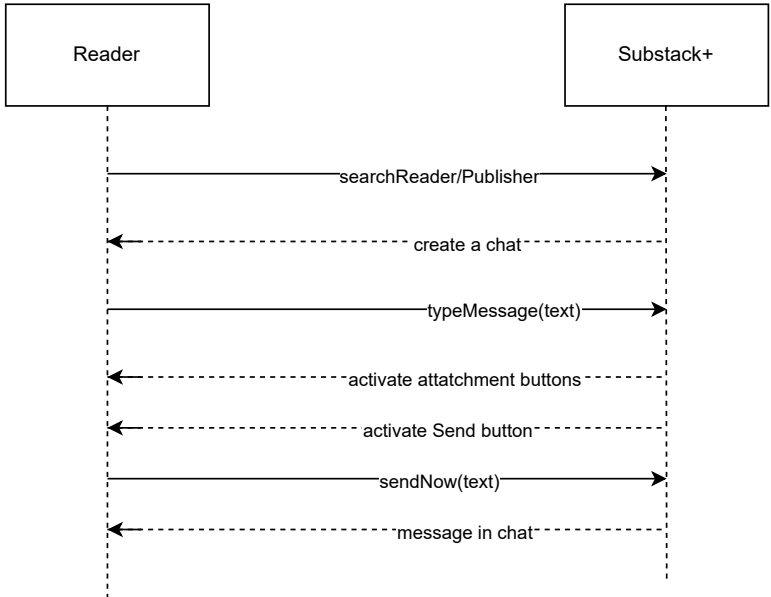 Reader
Substack+
searchReader/Publisher
create a chat
typeMessage(text)
activate attatchment buttons
activate Send button
sendNow(text)
message in chat